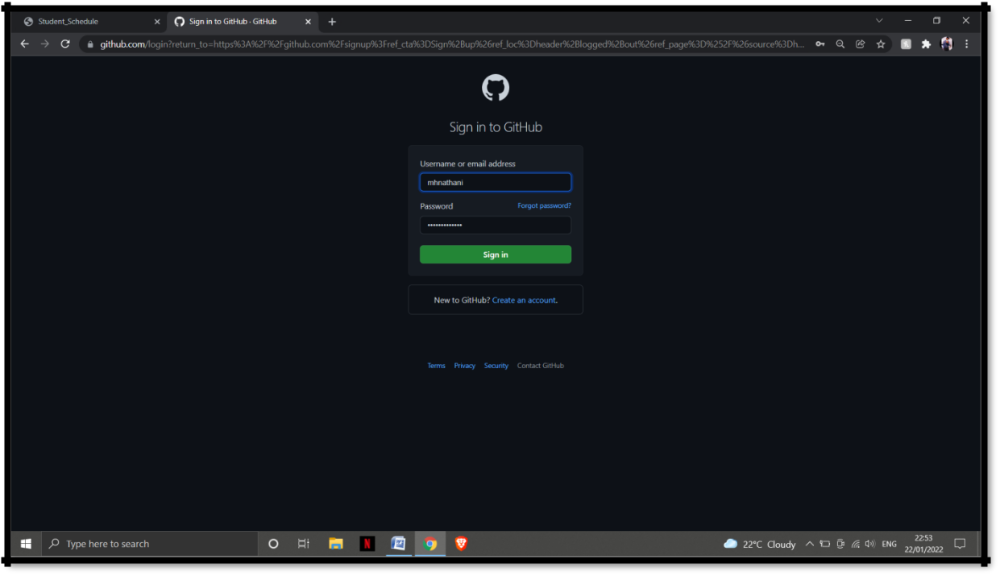 Student_Schedule
Sign in to GitHub · GitHub
github.com/login?return_to=https%3A%2F%2Fgithub.com%2Fsignup%3Fref_cta%3DSign%2Bup%26ref_loc%3Dheader%2Blogged%2Bout%26ref_page%3D%252F%26source%3Dh...
Sign in to GitHub
Username or email address
mhnathani
Password Forgot password?
•••••••••••••
Sign in
New to GitHub? Create an account.
Terms Privacy Security Contact GitHub
Type here to search
N
W
22°C Cloudy
ENG
22:53
22/01/2022